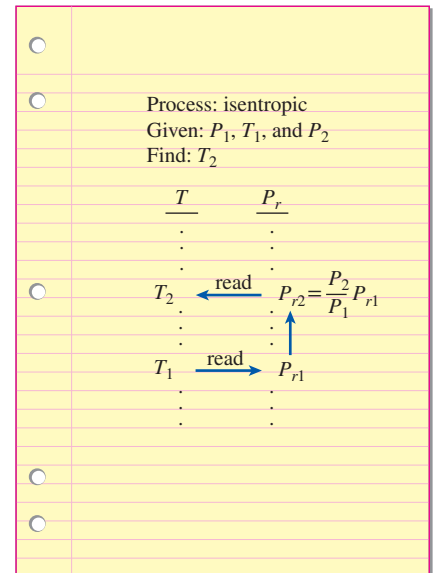 Process: isentropic
Given: P₁, T₁, and P₂
Find: T₂
T Pᵣ
. .
. .
. .
T₂ read Pᵣ₂ = P₂/P₁ Pᵣ₁
. .
. .
. .
T₁ read Pᵣ₁
. .
. .
. .